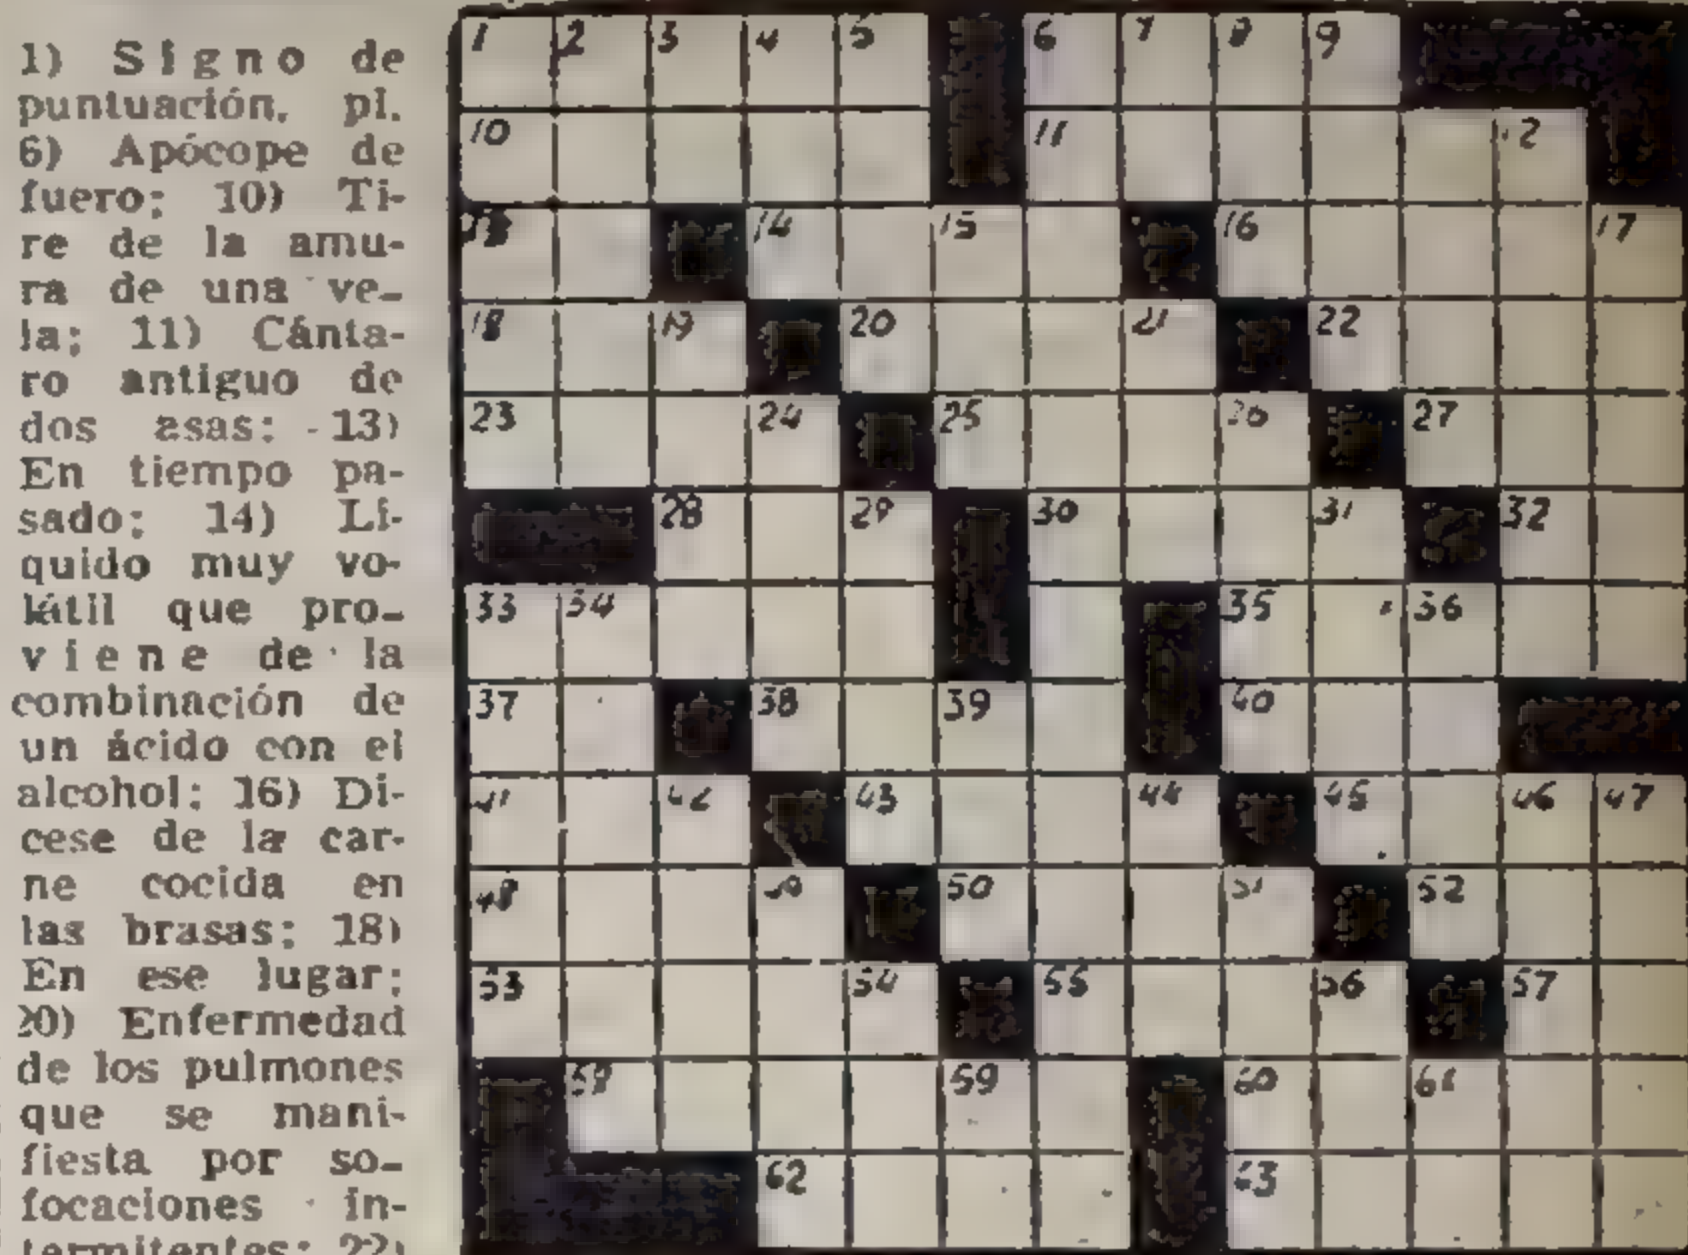 1) Signo de
puntuación, pl.
6) Apócope de
fuero; 10) Ti-
re de la amu-
ra de una ve-
la; 11) Cánta-
ro antiguo de
dos asas; 13)
En tiempo pa-
sado; 14) Lí-
quido muy vo-
látil que pro-
viene de la
combinación de
un ácido con el
alcohol; 16) Dí-
cese de la car-
ne cocida en
las brasas; 18)
En ese lugar;
20) Enfermedad
de los pulmones
que se mani-
fiesta por so-
focaciones in-
termitentes; 22)
1 2 3 4 5 6 7 8 9
10 11 12
13 14 15 16 17
18 19 20 21 22
23 24 25 26 27
28 29 30 31 32
33 34 35 36
37 38 39 40
41 42 43 44 45 46 47
48 49 50 51 52
53 54 55 56 57
58 59 60 61
62 63